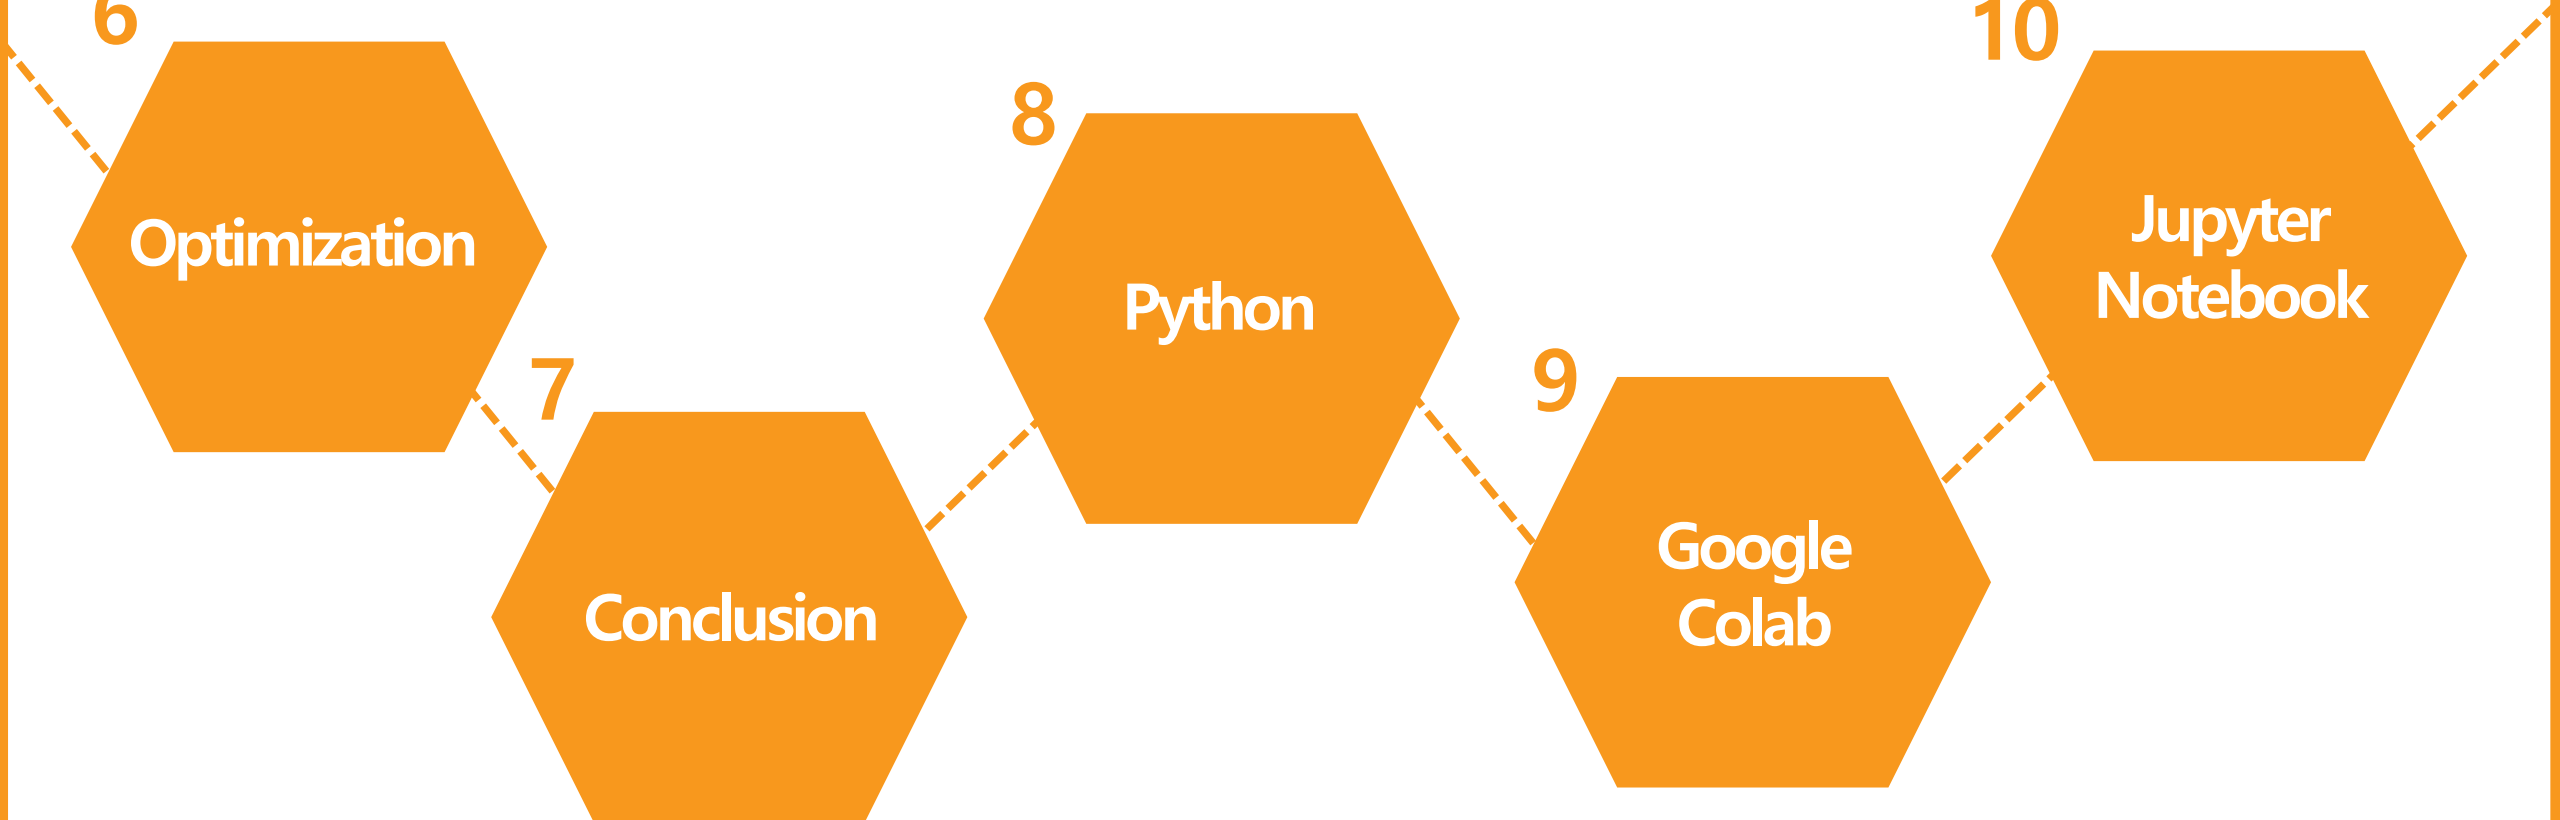 6
Optimization
7
Conclusion
8
Python
9
Google
Colab
10
Jupyter
Notebook